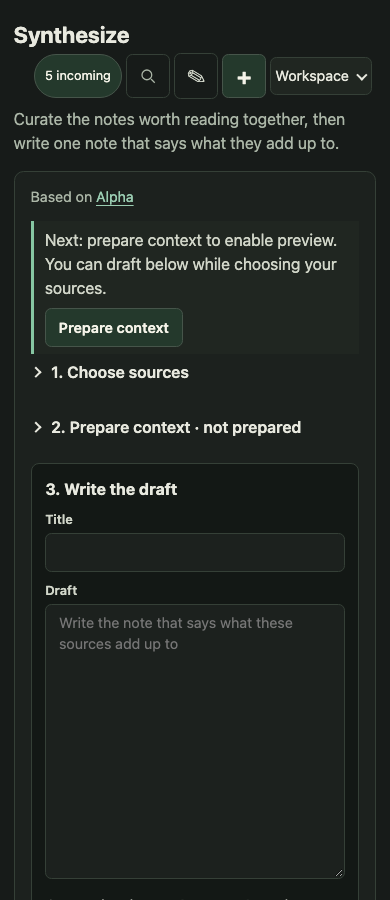 Synthesize
5 incoming
Workspace
Curate the notes worth reading together, then
write one note that says what they add up to.
Based on Alpha
Next: prepare context to enable preview.
You can draft below while choosing your
sources.
Prepare context
1. Choose sources
2. Prepare context · not prepared
3. Write the draft
Title
Draft
Write the note that says what these
sources add up to